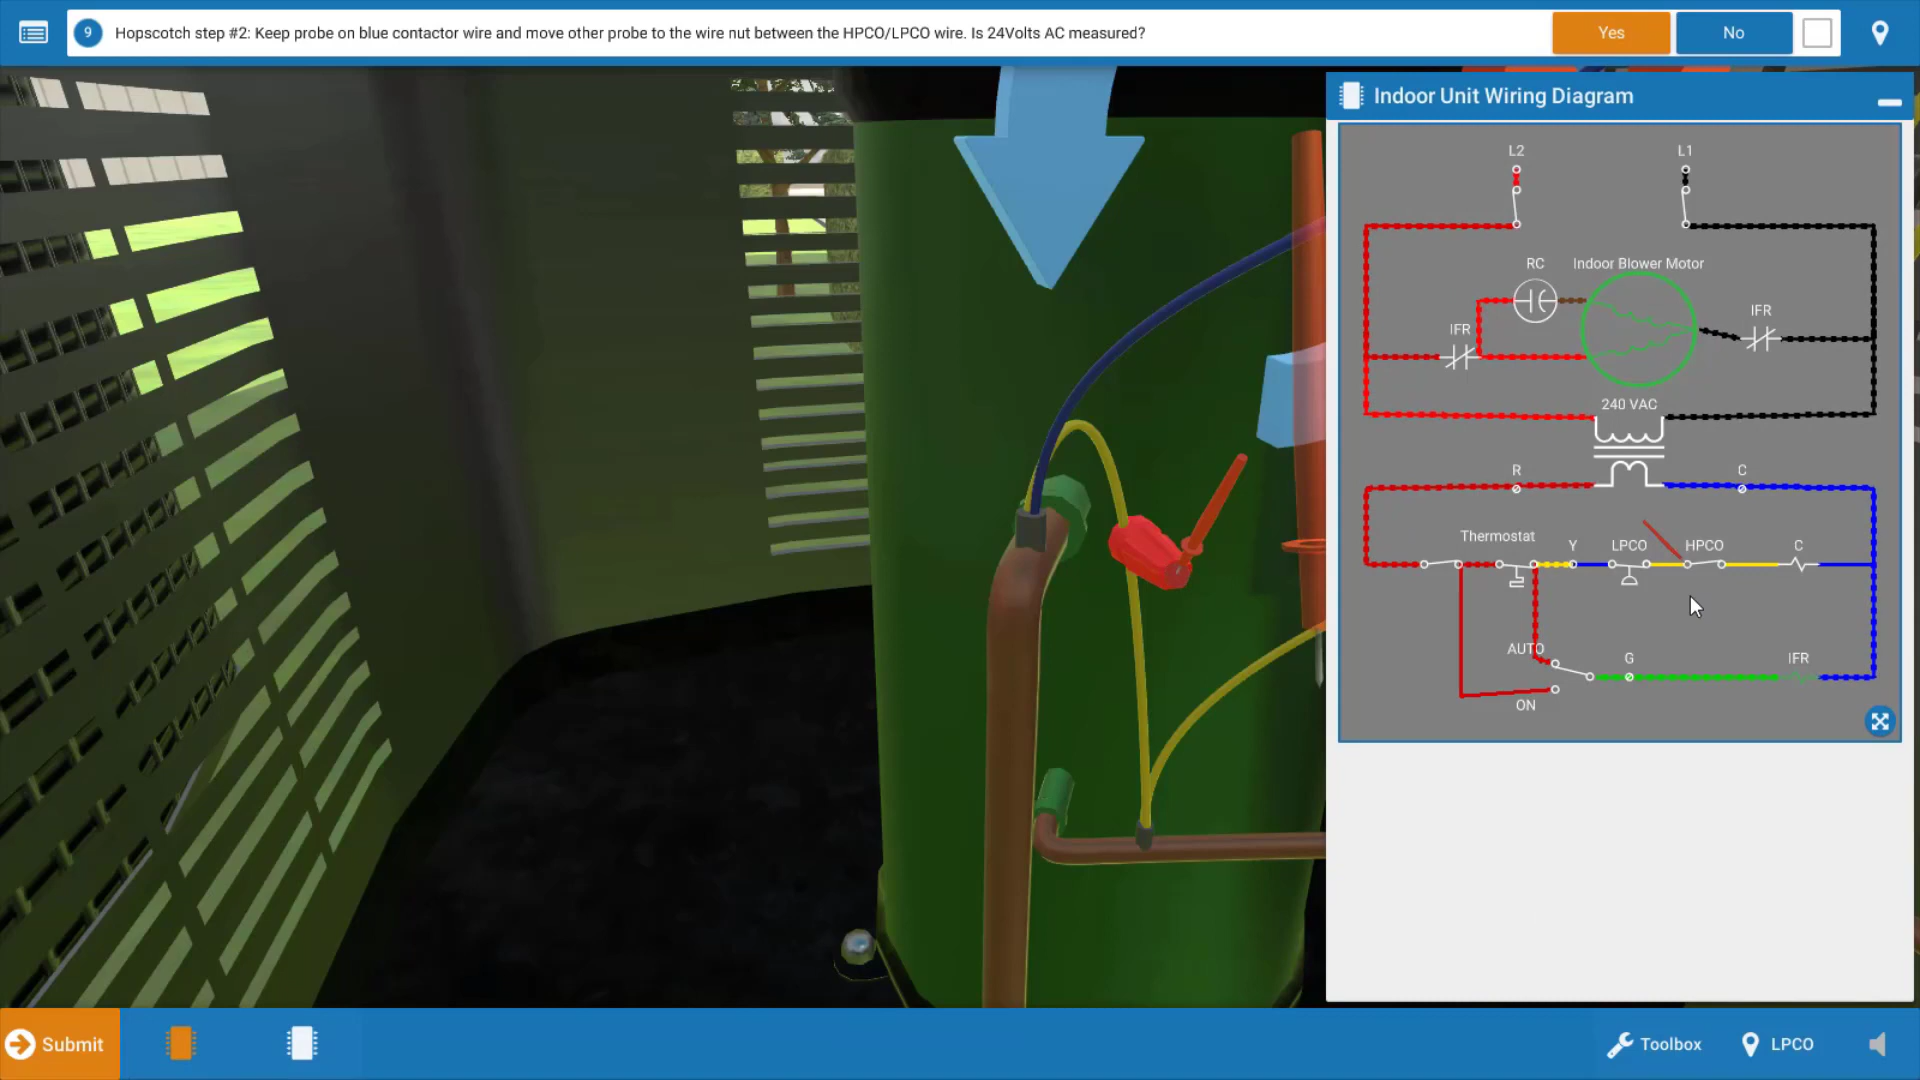 9 Hopscotch step #2: Keep probe on blue contactor wire and move other probe to the wire nut between the HPCO/LPCO wire. Is 24Volts AC measured? Yes No
Indoor Unit Wiring Diagram
L2 L1
RC Indoor Blower Motor
IFR
IFR
240 VAC
R C
Thermostat Y LPCO HPCO C
AUTO G IFR
ON
Submit Toolbox LPCO